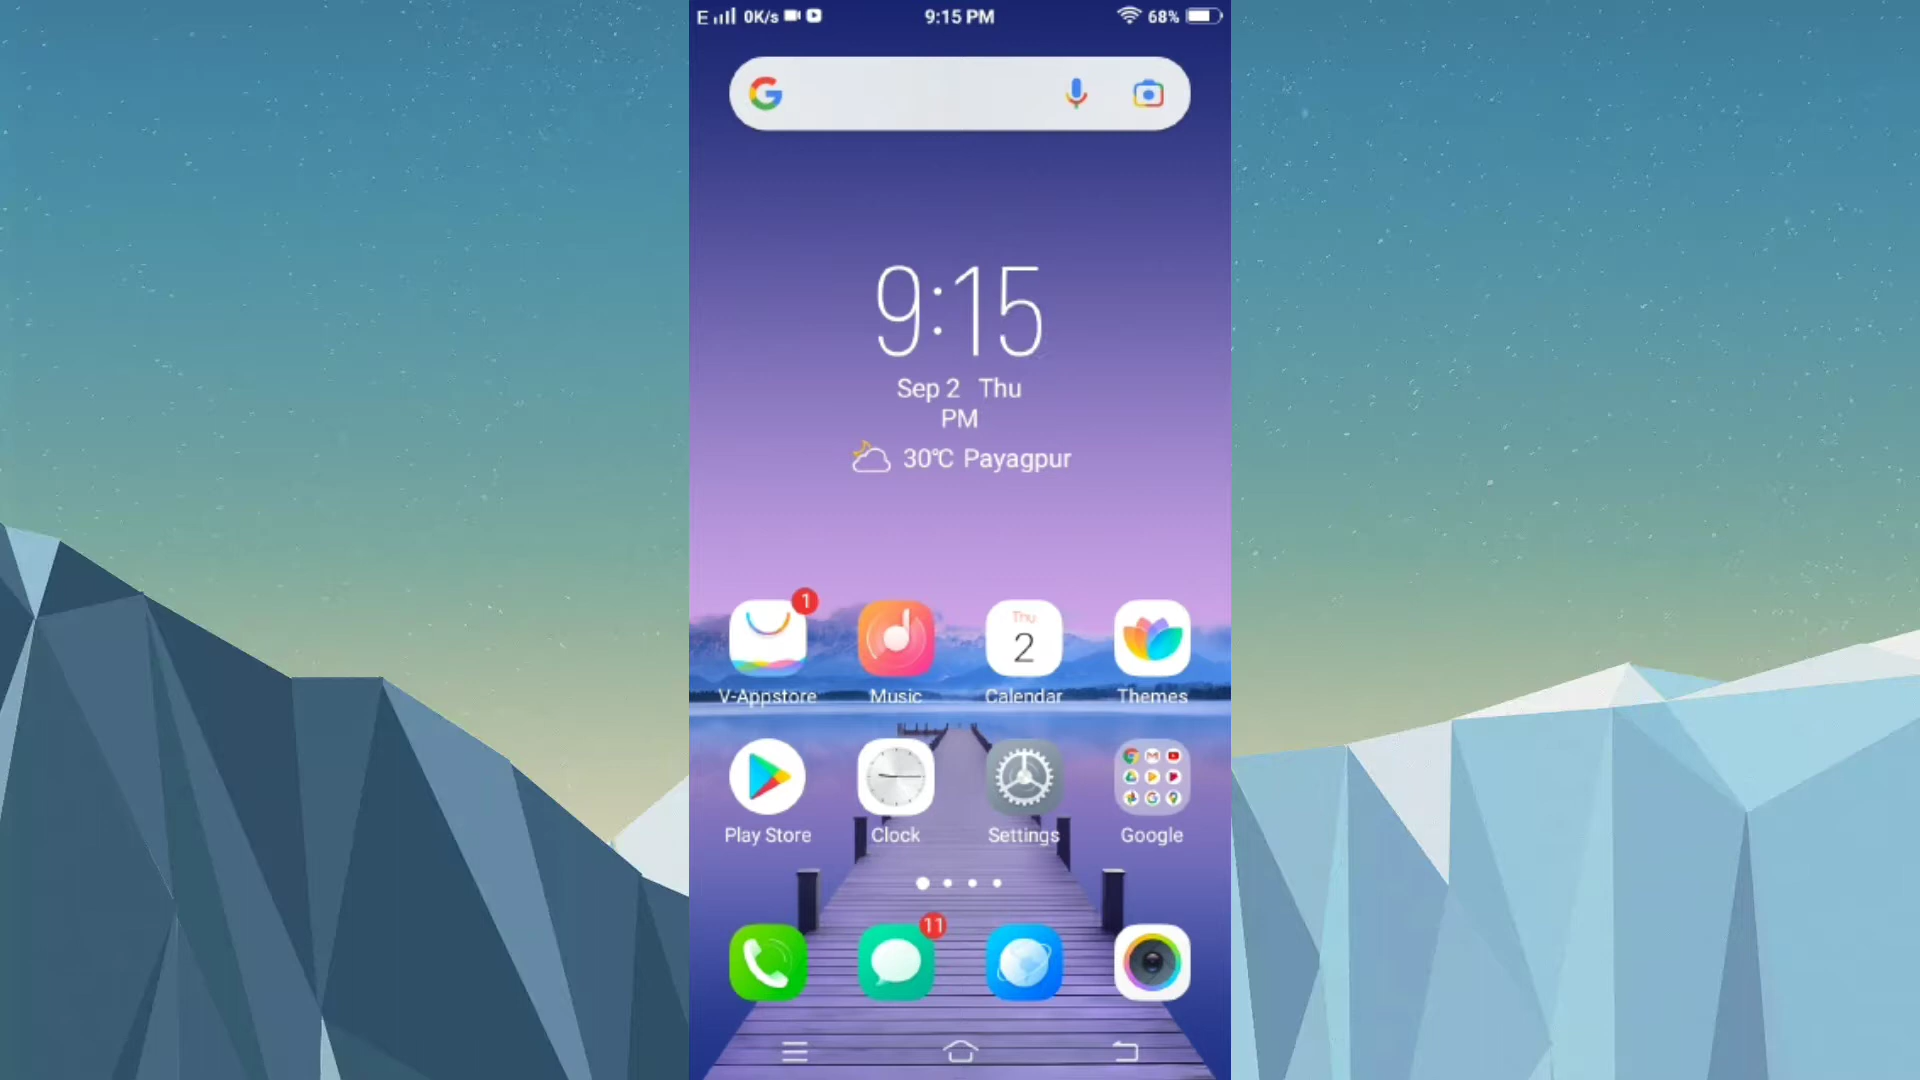 E 0K/s 9:15 PM 68%
9:15
Sep 2 Thu
PM
30℃ Payagpur
1
Thu
2
V-Appstore Music Calendar Themes
Play Store Clock Settings Google
11